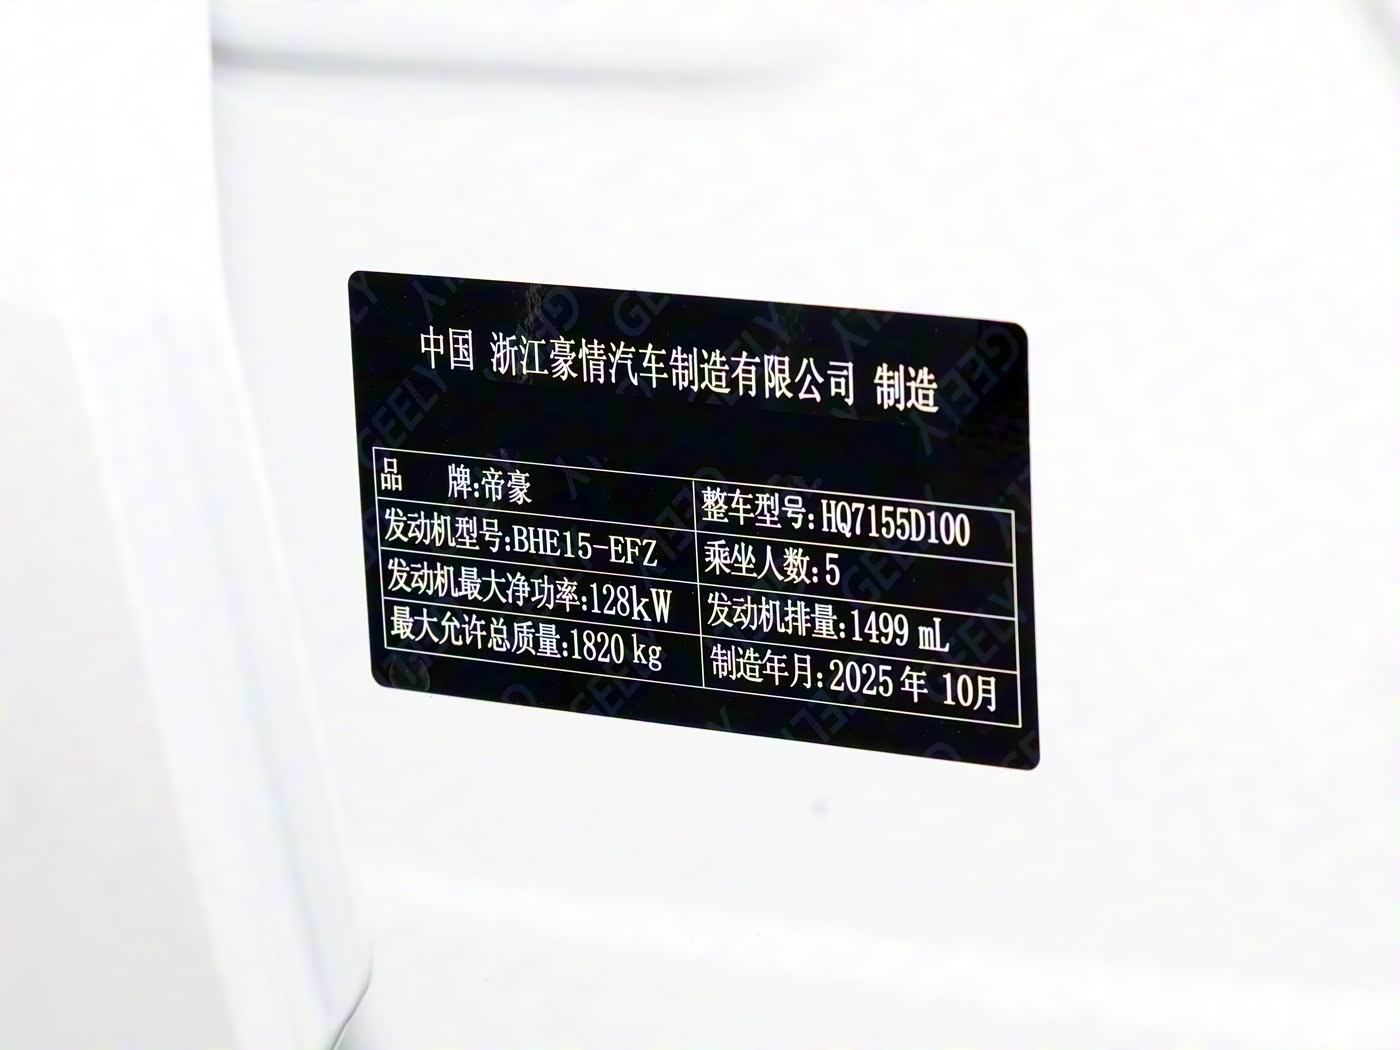 中国 浙江豪情汽车制造有限公司 制造
品 牌:帝豪 整车型号:HQ7155D100
发动机型号:BHE15-EFZ 乘坐人数:5
发动机最大净功率:128kW 发动机排量:1499 mL
最大允许总质量:1820 kg 制造年月:2025年 10月